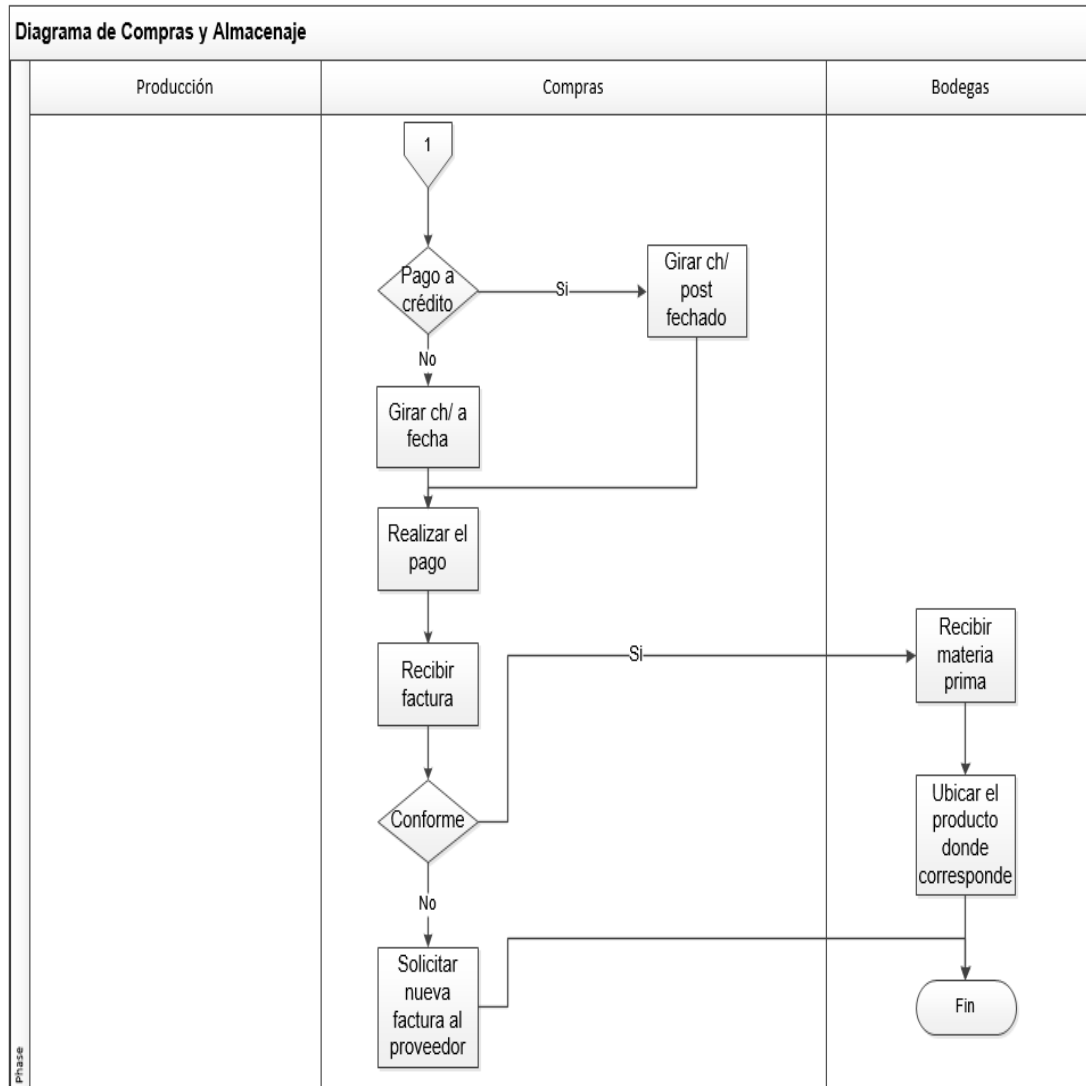 Diagrama de Compras y Almacenaje
Producción
Compras
Bodegas
1
Pago a
crédito
Si
Girar ch/
post
fechado
No
Girar ch/ a
fecha
Realizar el
pago
Recibir
factura
Si
Recibir
materia
prima
Conforme
Ubicar el
producto
donde
corresponde
No
Solicitar
nueva
factura al
proveedor
Fin
Phase